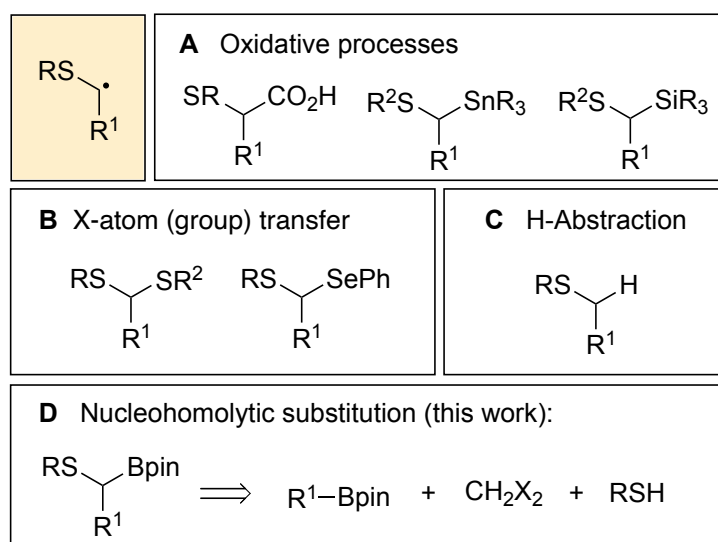 RS
R¹
A Oxidative processes
SR CO₂H R²S SnR₃ R²S SiR₃
R¹ R¹ R¹
B X-atom (group) transfer
RS SR² RS SePh
R¹ R¹
C H-Abstraction
RS H
R¹
D Nucleohomolytic substitution (this work):
RS Bpin
R¹
R¹–Bpin + CH₂X₂ + RSH